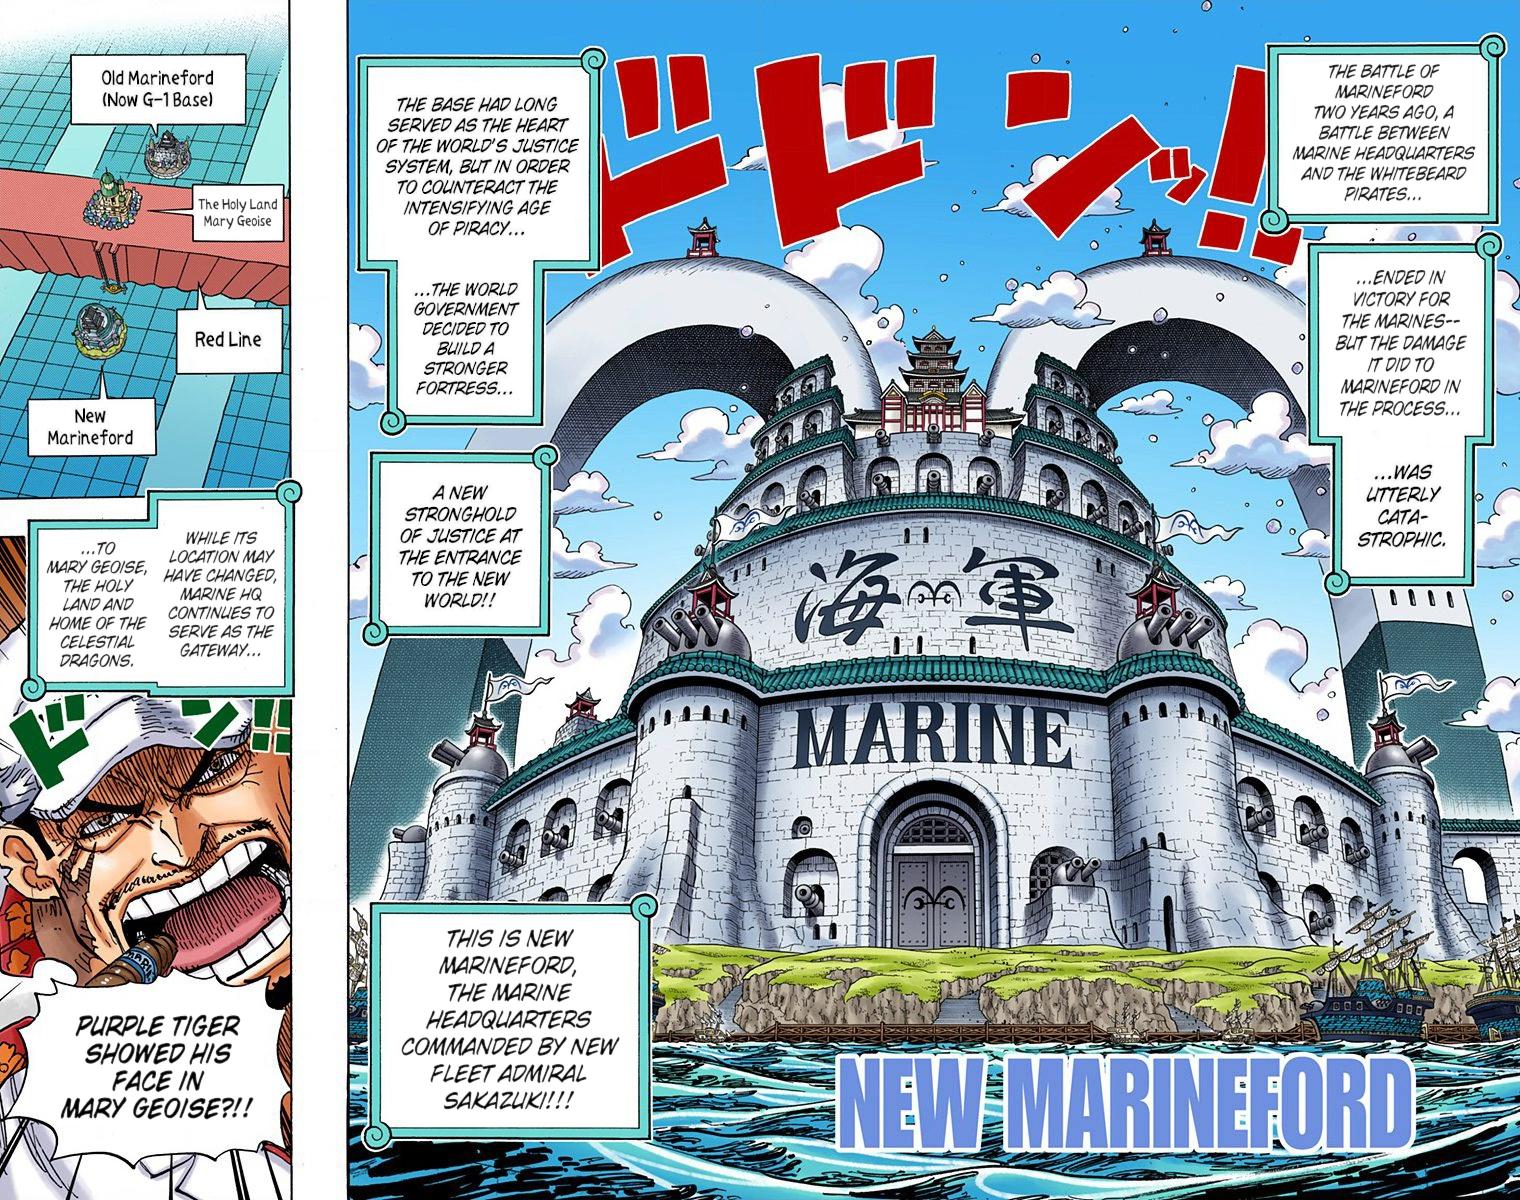 THE BATTLE OF
MARINEFORD
TWO YEARS AGO, A
BATTLE BETWEEN
MARINE HEADQUARTERS
AND THE WHITEBEARD
PIRATES...
...ENDED IN
VICTORY FOR
THE MARINES--
BUT THE DAMAGE
IT DID TO
MARINEFORD IN
THE PROCESS...
...WAS
UTTERLY
CATA-
STROPHIC.
ドドンッ!!
THE BASE HAD LONG
SERVED AS THE HEART
OF THE WORLD'S JUSTICE
SYSTEM, BUT IN ORDER
TO COUNTERACT THE
INTENSIFYING AGE
OF PIRACY...
...THE WORLD
GOVERNMENT
DECIDED TO
BUILD A
STRONGER
FORTRESS...
A NEW
STRONGHOLD
OF JUSTICE AT
THE ENTRANCE
TO THE NEW
WORLD!!
海軍
MARINE
THIS IS NEW
MARINEFORD,
THE MARINE
HEADQUARTERS
COMMANDED BY NEW
FLEET ADMIRAL
SAKAZUKI!!!
NEW MARINEFORD
Old Marineford
(Now G-1 Base)
The Holy Land
Mary Geoise
Red Line
New
Marineford
WHILE ITS
LOCATION MAY
HAVE CHANGED,
MARINE HQ
CONTINUES TO
SERVE AS THE
GATEWAY...
...TO
MARY GEOISE,
THE HOLY
LAND AND
HOME OF THE
CELESTIAL
DRAGONS.
ドン!!
MARINE
PURPLE TIGER
SHOWED HIS
FACE IN
MARY GEOISE?!!